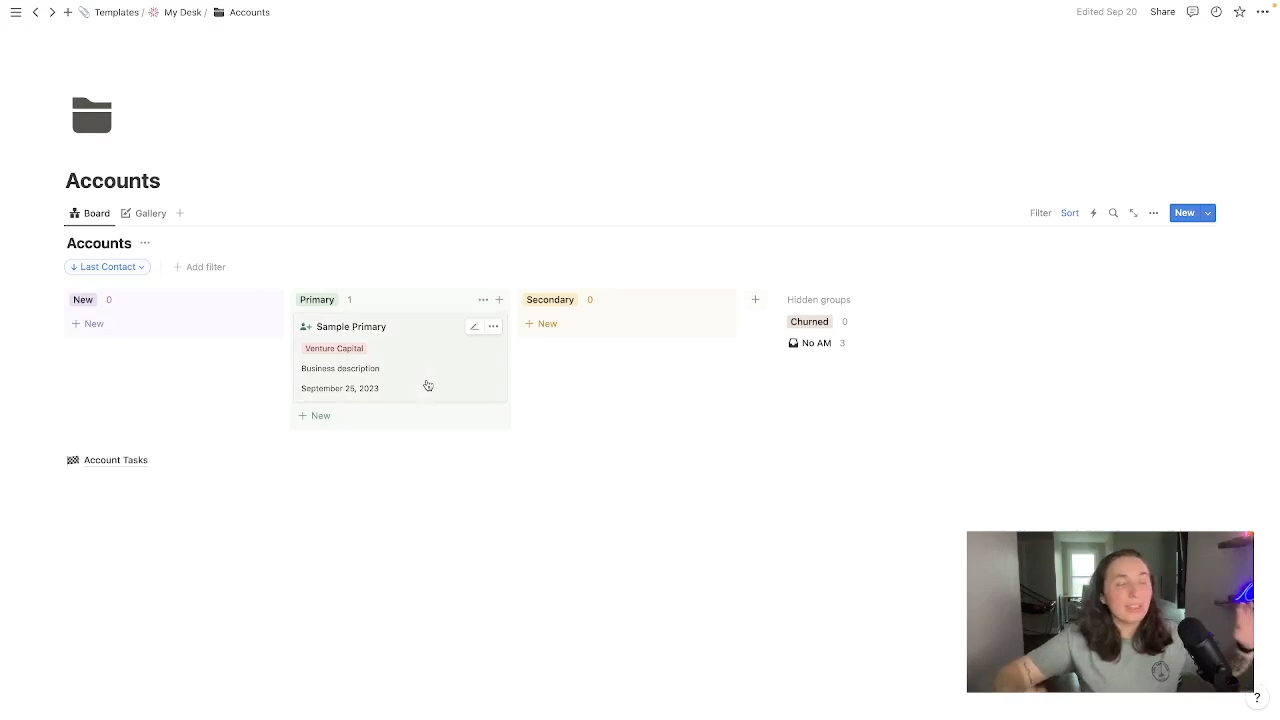 Templates / My Desk / Accounts
Edited Sep 20 Share
Accounts
Board Gallery
Filter Sort New
Accounts
Last Contact Add filter
New 0
New
Primary 1
Sample Primary
Venture Capital
Business description
September 25, 2023
New
Secondary 0
New
Hidden groups
Churned 0
No AM 3
Account Tasks
?